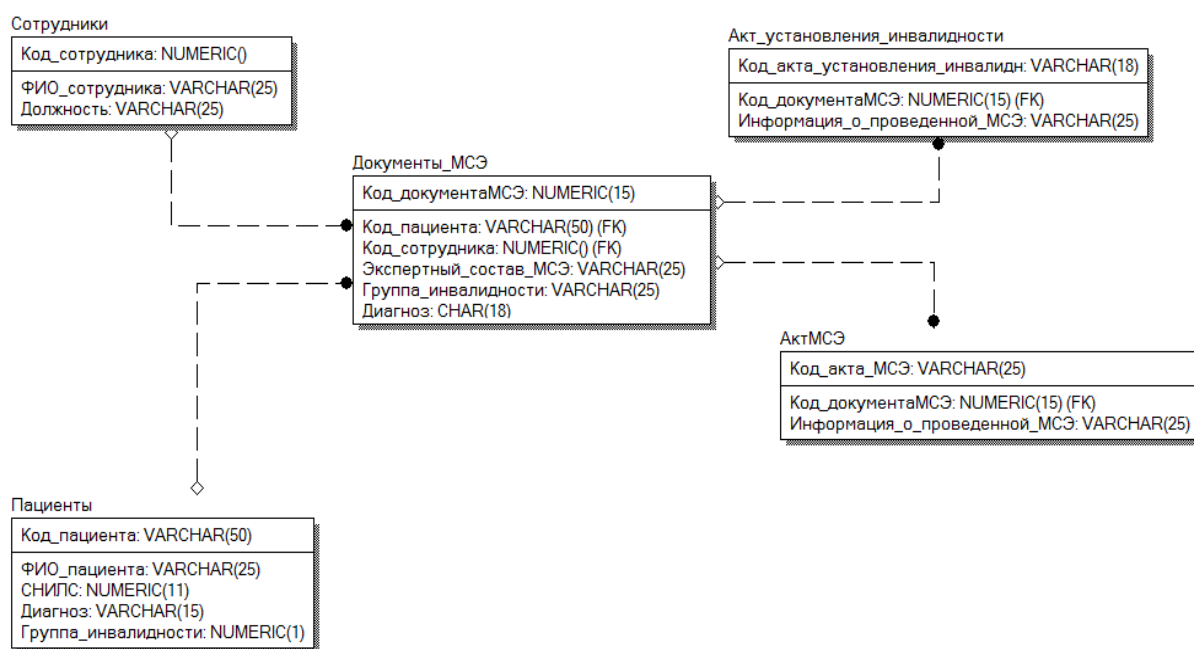 Сотрудники
Код_сотрудника: NUMERIC()
ФИО_сотрудника: VARCHAR(25)
Должность: VARCHAR(25)
Акт_установления_инвалидности
Код_акта_установления_инвалидн: VARCHAR(18)
Код_документаМСЭ: NUMERIC(15) (FK)
Информация_о_проведенной_МСЭ: VARCHAR(25)
Документы_МСЭ
Код_документаМСЭ: NUMERIC(15)
Код_пациента: VARCHAR(50) (FK)
Код_сотрудника: NUMERIC() (FK)
Экспертный_состав_МСЭ: VARCHAR(25)
Группа_инвалидности: VARCHAR(25)
Диагноз: CHAR(18)
АктМСЭ
Код_акта_МСЭ: VARCHAR(25)
Код_документаМСЭ: NUMERIC(15) (FK)
Информация_о_проведенной_МСЭ: VARCHAR(25)
Пациенты
Код_пациента: VARCHAR(50)
ФИО_пациента: VARCHAR(25)
СНИЛС: NUMERIC(11)
Диагноз: VARCHAR(15)
Группа_инвалидности: NUMERIC(1)